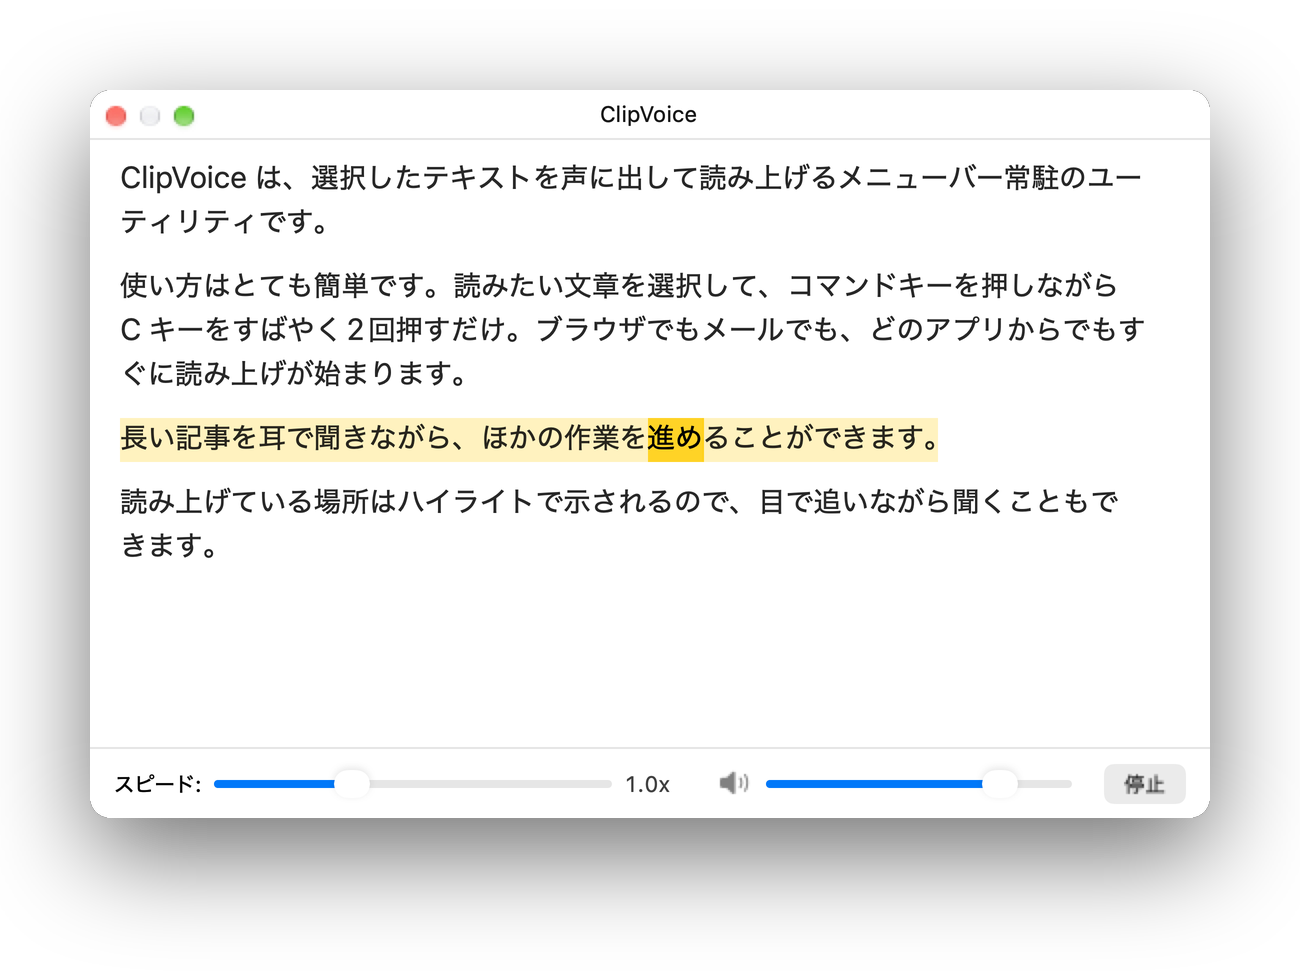 ClipVoice
ClipVoice は、選択したテキストを声に出して読み上げるメニューバー常駐のユー
ティリティです。
使い方はとても簡単です。読みたい文章を選択して、コマンドキーを押しながら
C キーをすばやく2回押すだけ。ブラウザでもメールでも、どのアプリからでもす
ぐに読み上げが始まります。
長い記事を耳で聞きながら、ほかの作業を進めることができます。
読み上げている場所はハイライトで示されるので、目で追いながら聞くこともで
きます。
スピード: 1.0x 停止